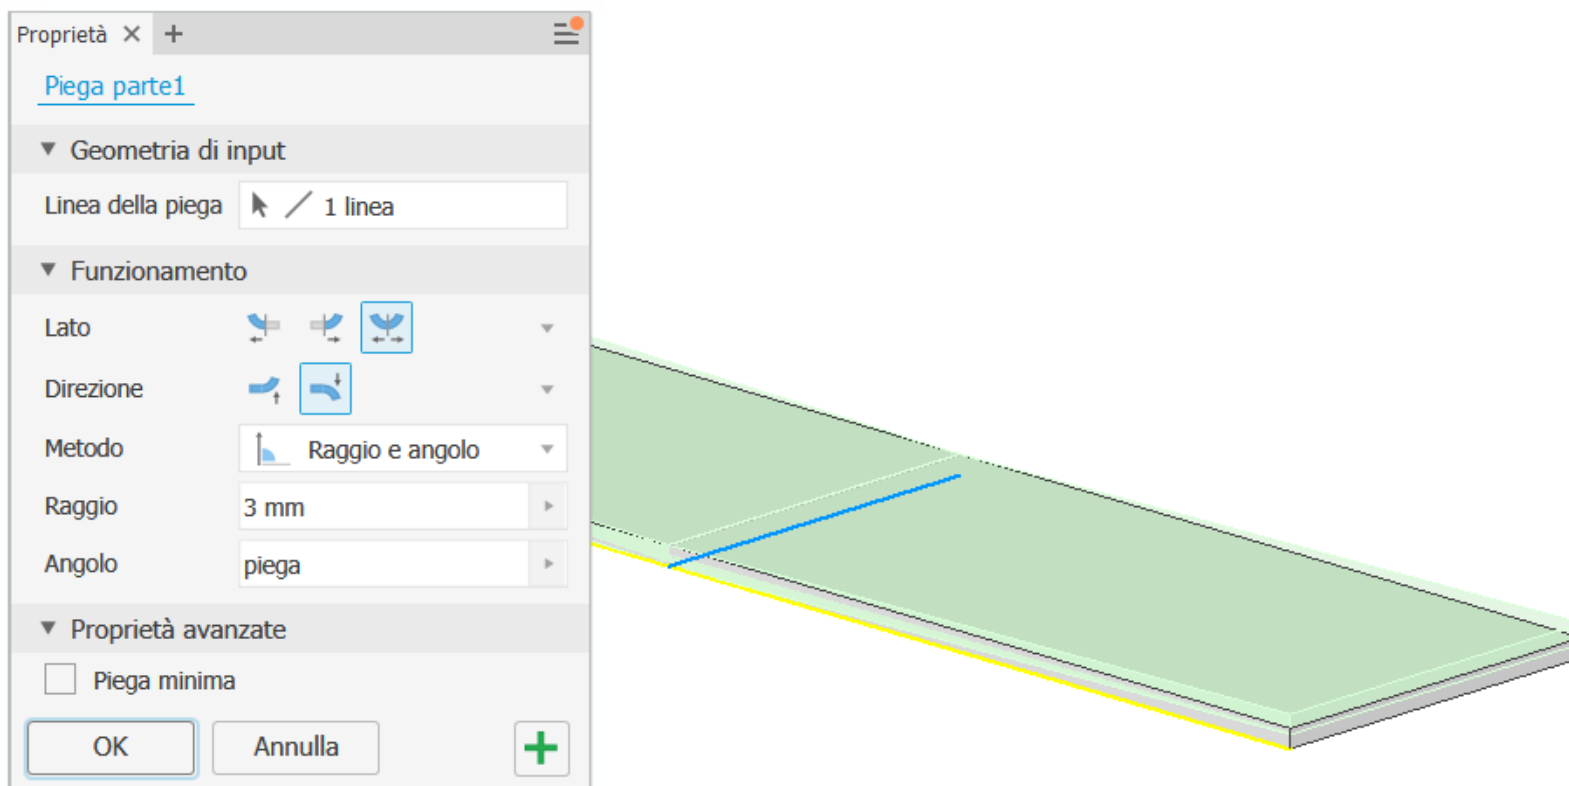 Proprietà
Piega parte1
Geometria di input
Linea della piega 1 linea
Funzionamento
Lato
Direzione
Metodo Raggio e angolo
Raggio 3 mm
Angolo piega
Proprietà avanzate
Piega minima
OK Annulla